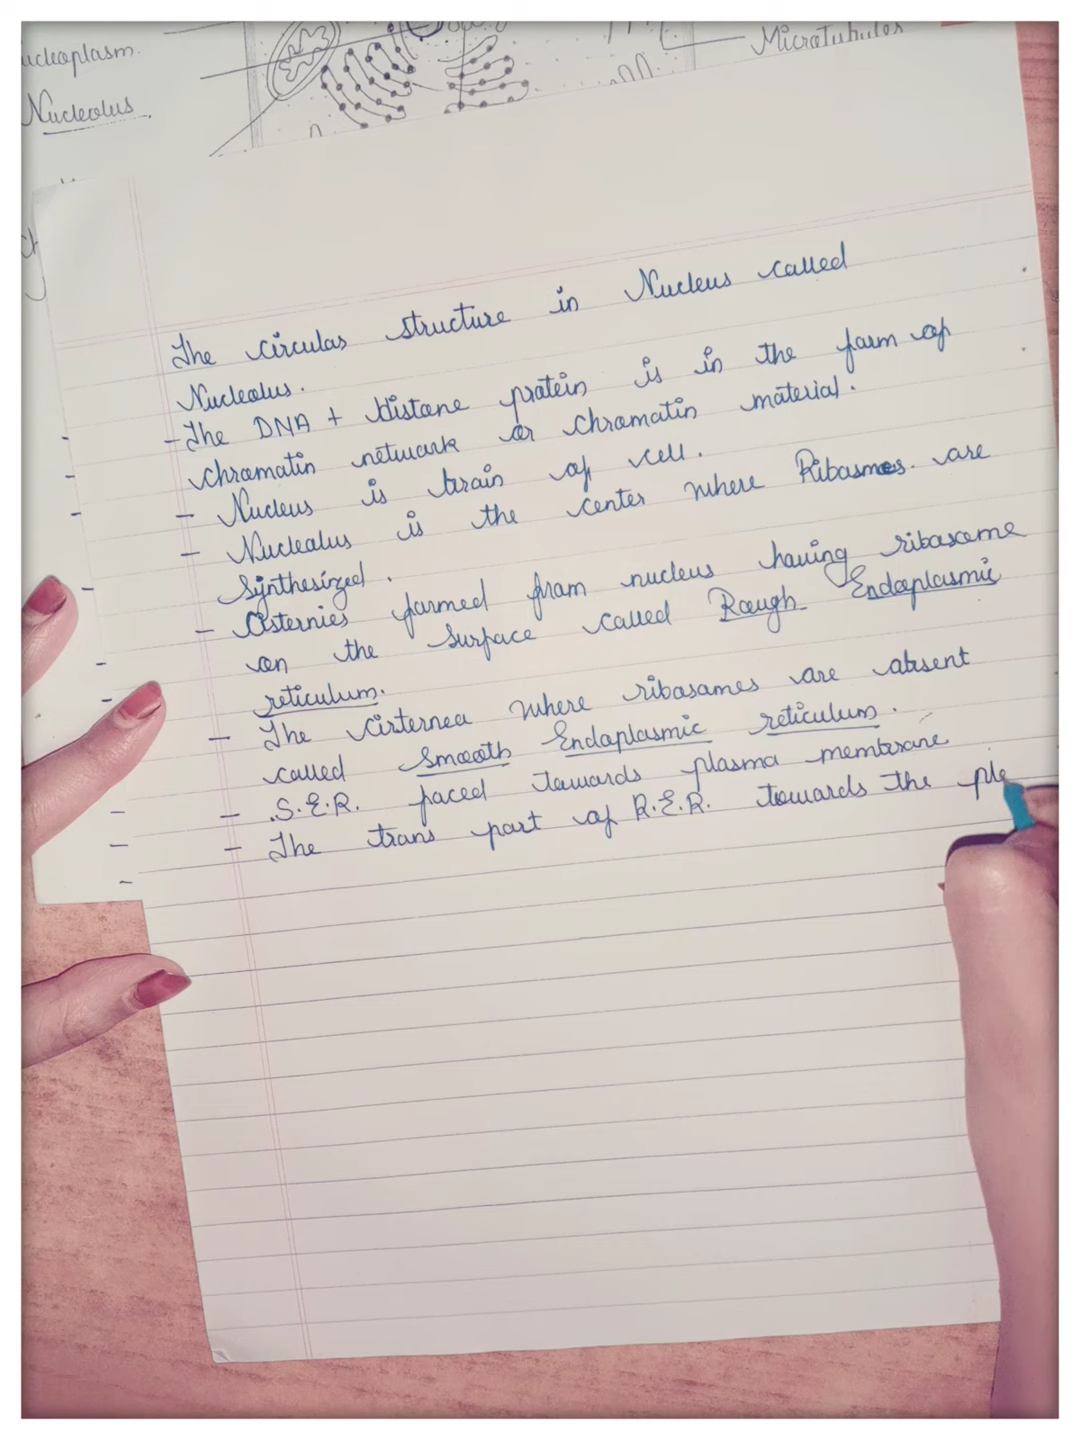 Nucleolus
Microtubules
The circular structure in Nucleus called
Nucleolus.
- The DNA + Histone protein is in the form of
chromatin network or chromatin material.
- Nucleus is brain of cell.
- Nucleolus is the center where Ribosomes are
Synthesized.
- Cisternies formed from nucleus having ribosome
on the surface called Rough Endoplasmic
reticulum.
- The cisternea where ribosomes are absent
called Smooth Endoplasmic reticulum.
- S.E.R. faced towards plasma membrane
- The trans part of R.E.R. towards the pla